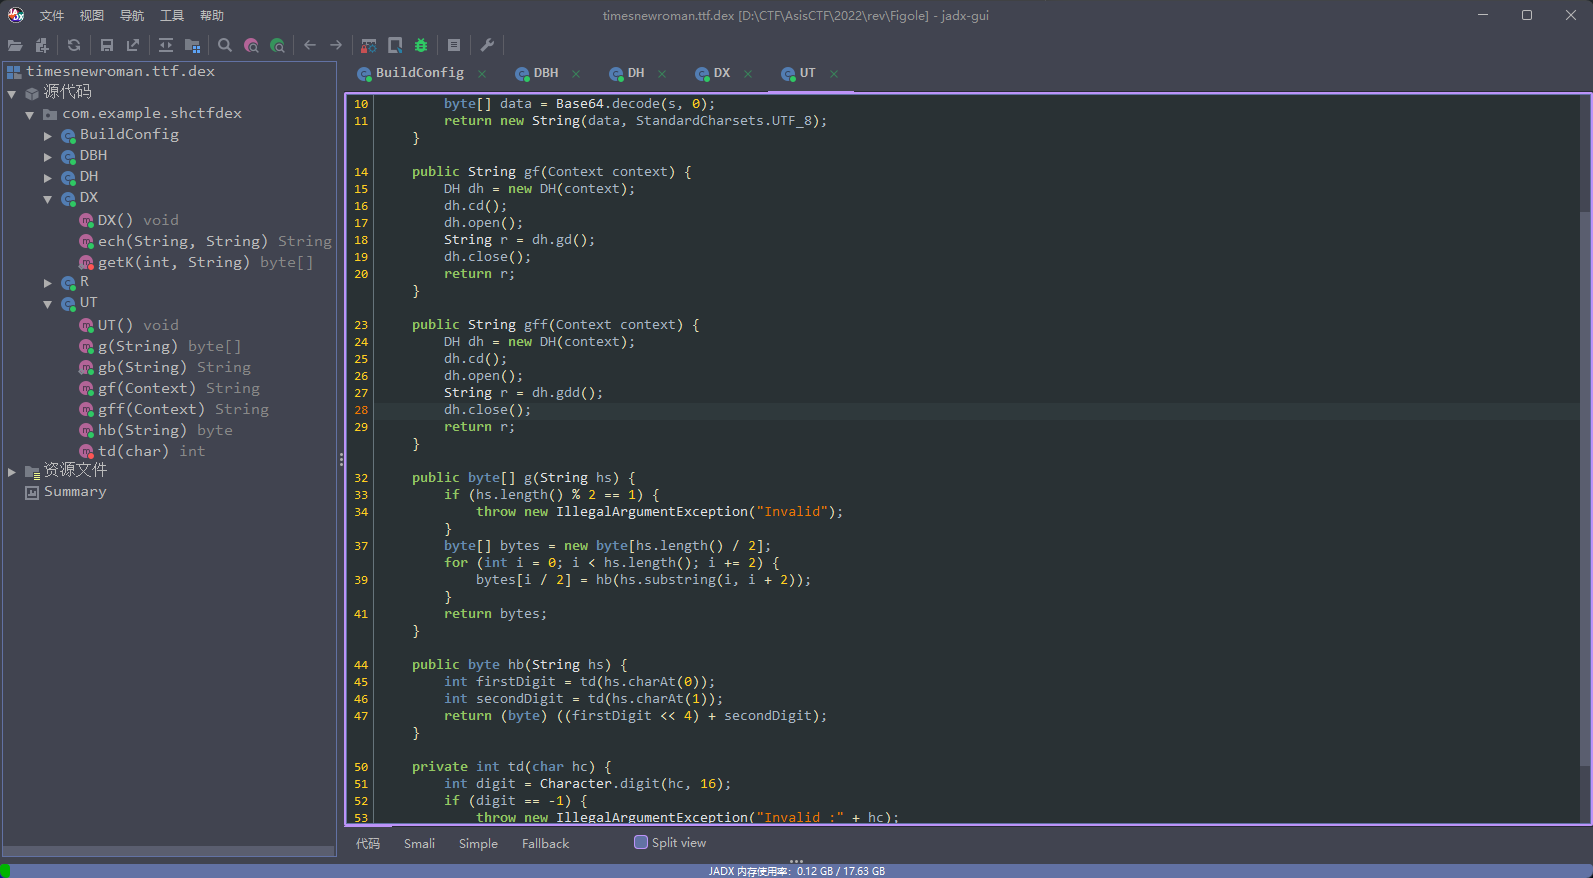 文件 视图 导航 工具 帮助
timesnewroman.ttf.dex [D:\CTF\AsisCTF\2022\rev\Figole] - jadx-gui
timesnewroman.ttf.dex
源代码
com.example.shctfdex
BuildConfig
DBH
DH
DX
DX() void
ech(String, String) String
getK(int, String) byte[]
R
UT
UT() void
g(String) byte[]
gb(String) String
gf(Context) String
gff(Context) String
hb(String) byte
td(char) int
资源文件
Summary
BuildConfig DBH DH DX UT
10 byte[] data = Base64.decode(s, 0);
11 return new String(data, StandardCharsets.UTF_8);
}
14 public String gf(Context context) {
15 DH dh = new DH(context);
16 dh.cd();
17 dh.open();
18 String r = dh.gd();
19 dh.close();
20 return r;
}
23 public String gff(Context context) {
24 DH dh = new DH(context);
25 dh.cd();
26 dh.open();
27 String r = dh.gdd();
28 dh.close();
29 return r;
}
32 public byte[] g(String hs) {
33 if (hs.length() % 2 == 1) {
34 throw new IllegalArgumentException("Invalid");
}
37 byte[] bytes = new byte[hs.length() / 2];
for (int i = 0; i < hs.length(); i += 2) {
39 bytes[i / 2] = hb(hs.substring(i, i + 2));
}
41 return bytes;
}
44 public byte hb(String hs) {
45 int firstDigit = td(hs.charAt(0));
46 int secondDigit = td(hs.charAt(1));
47 return (byte) ((firstDigit << 4) + secondDigit);
}
50 private int td(char hc) {
51 int digit = Character.digit(hc, 16);
52 if (digit == -1) {
53 throw new IllegalArgumentException("Invalid :" + hc);
代码 Smali Simple Fallback Split view
JADX 内存使用率: 0.12 GB / 17.63 GB